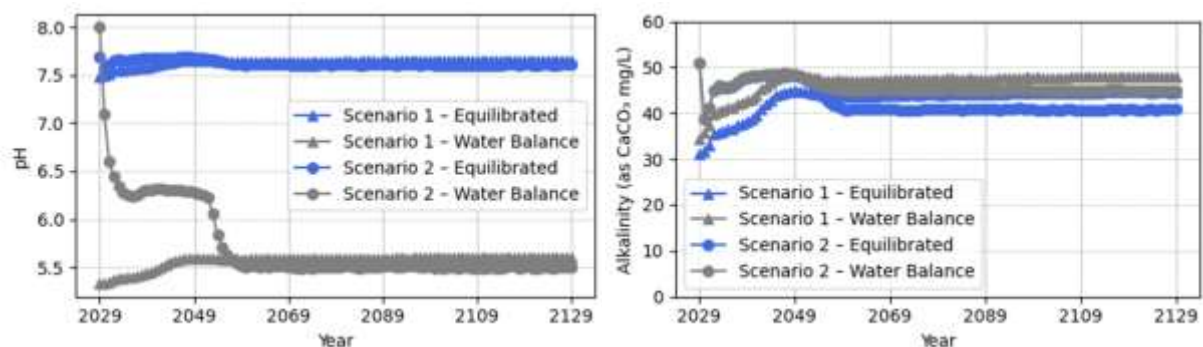 8.0
7.5
7.0
6.5
6.0
5.5
pH
2029
2049
2069
2089
2109
2129
Year
Scenario 1 – Equilibrated
Scenario 1 – Water Balance
Scenario 2 – Equilibrated
Scenario 2 – Water Balance
60
50
40
30
20
10
0
Alkalinity (as CaCO₃ mg/L)
2029
2049
2069
2089
2109
2129
Year
Scenario 1 – Equilibrated
Scenario 1 – Water Balance
Scenario 2 – Equilibrated
Scenario 2 – Water Balance